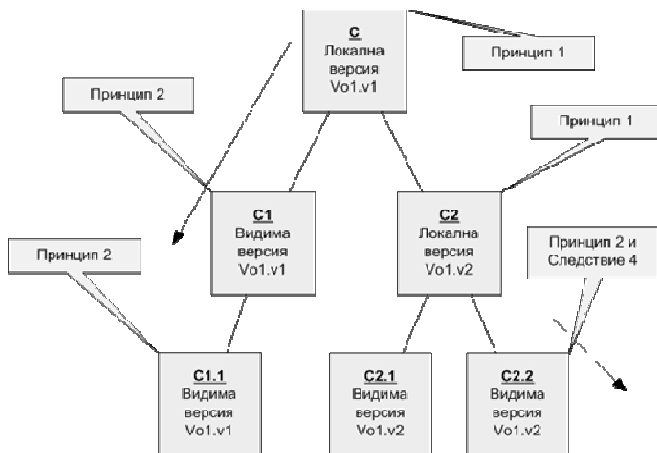 C
Локална
версия
Vo1.v1
Принцип 1
Принцип 2
Принцип 1
C1
Видима
версия
Vo1.v1
C2
Локална
версия
Vo1.v2
Принцип 2
Принцип 2 и
Следствие 4
C1.1
Видима
версия
Vo1.v1
C2.1
Видима
версия
Vo1.v2
C2.2
Видима
версия
Vo1.v2